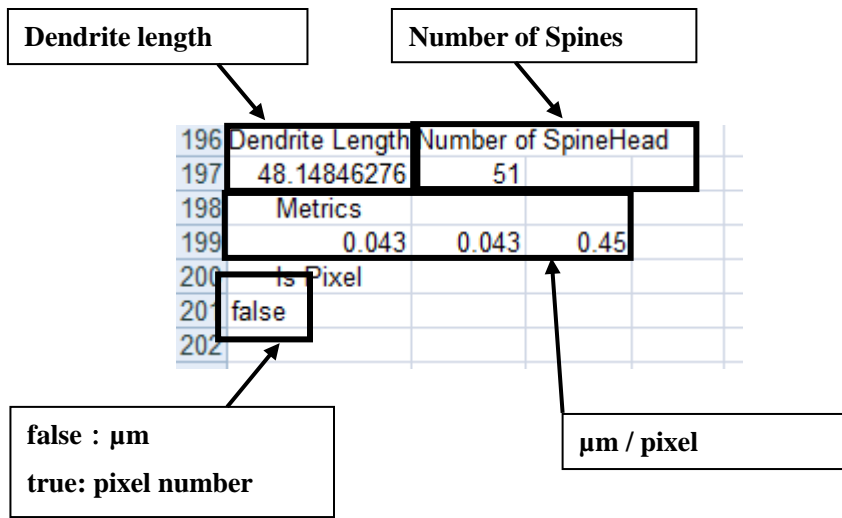 Dendrite length
Number of Spines
196 Dendrite Length Number of SpineHead
197 48.14846276 51
198 Metrics
199 0.043 0.043 0.45
200 Is Pixel
201 false
202
false : μm
true: pixel number
μm / pixel